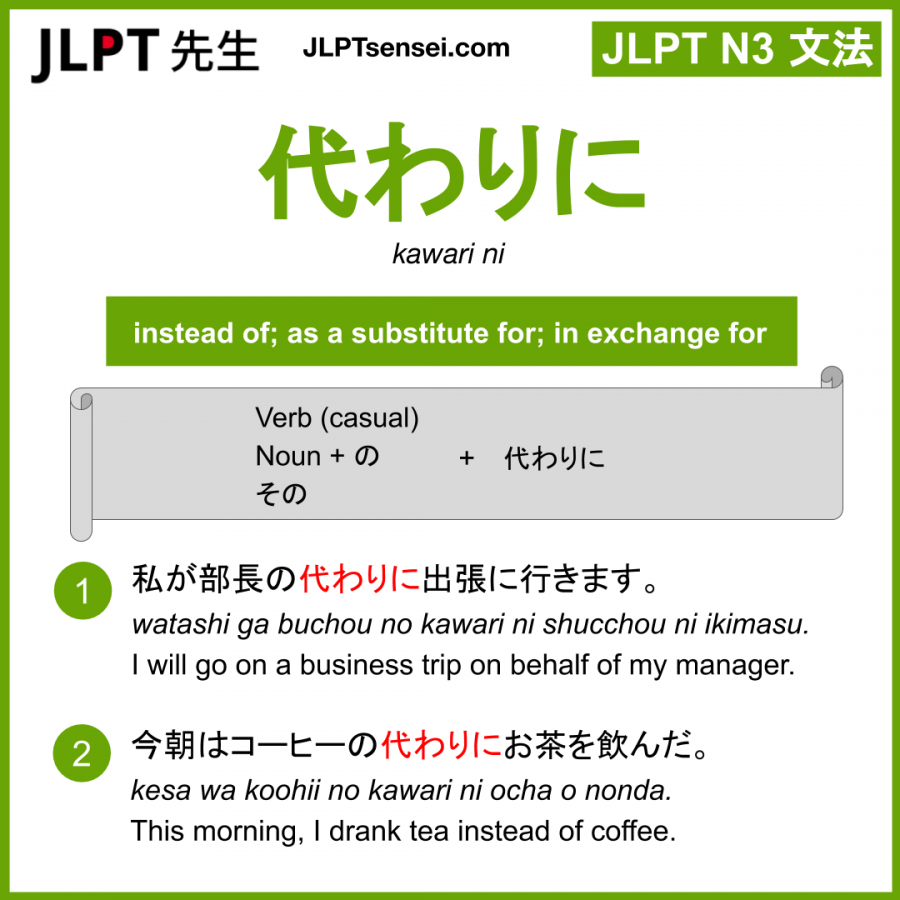 JLPT 先生
JLPTsensei.com
JLPT N3 文法
代わりに
kawari ni
instead of; as a substitute for; in exchange for
Verb (casual)
Noun + の + 代わりに
その
1 私が部長の代わりに出張に行きます。
watashi ga buchou no kawari ni shucchou ni ikimasu.
I will go on a business trip on behalf of my manager.
2 今朝はコーヒーの代わりにお茶を飲んだ。
kesa wa koohii no kawari ni ocha o nonda.
This morning, I drank tea instead of coffee.